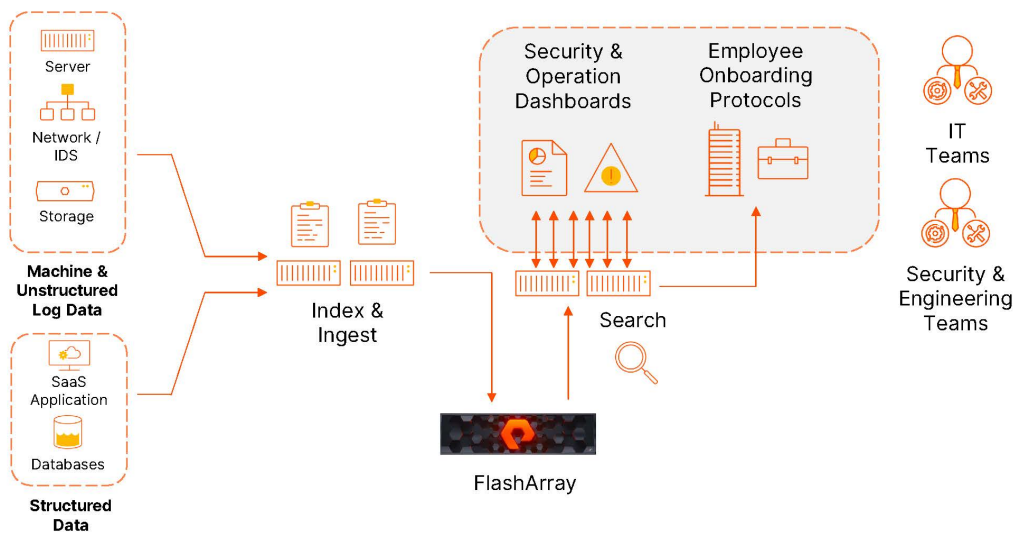 Server
Network /
IDS
Storage
Machine &
Unstructured
Log Data
SaaS
Application
Databases
Structured
Data
Index &
Ingest
FlashArray
Search
Security &
Operation
Dashboards
Employee
Onboarding
Protocols
IT
Teams
Security &
Engineering
Teams